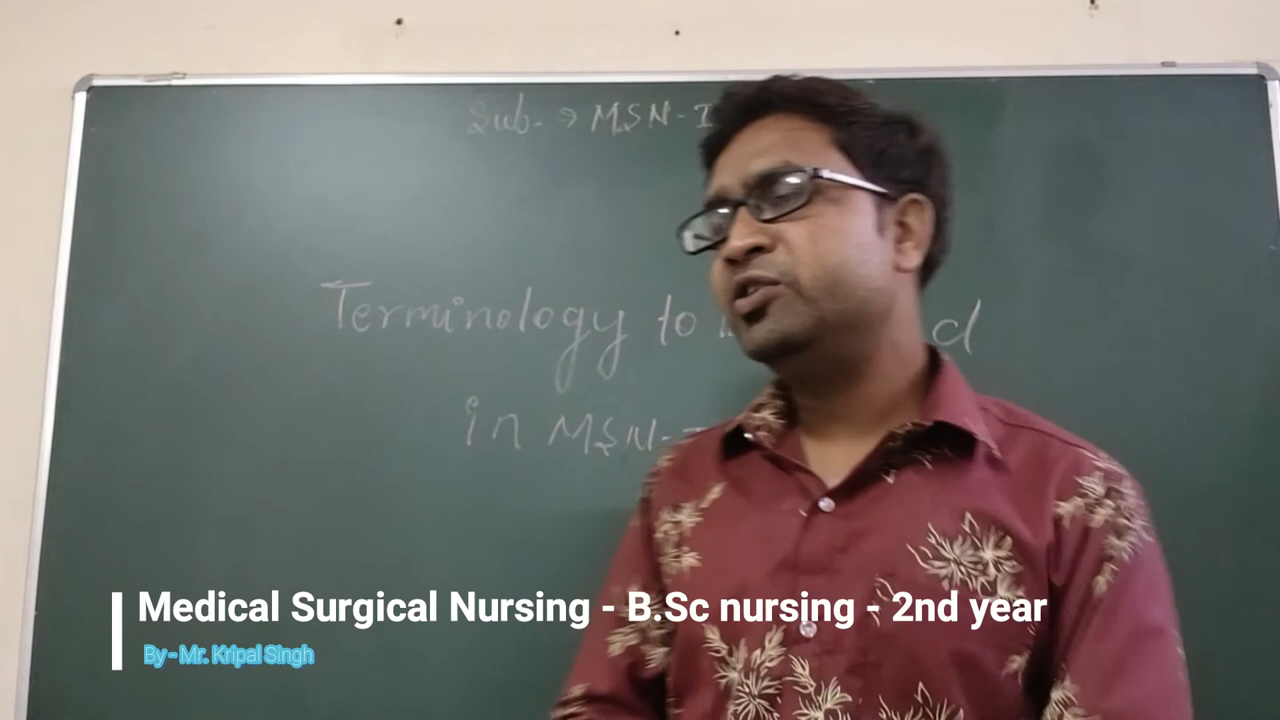 Sub. → MSN-I
Terminology to d
in MSN-I
Medical Surgical Nursing - B.Sc nursing - 2nd year
By - Mr. Kripal Singh